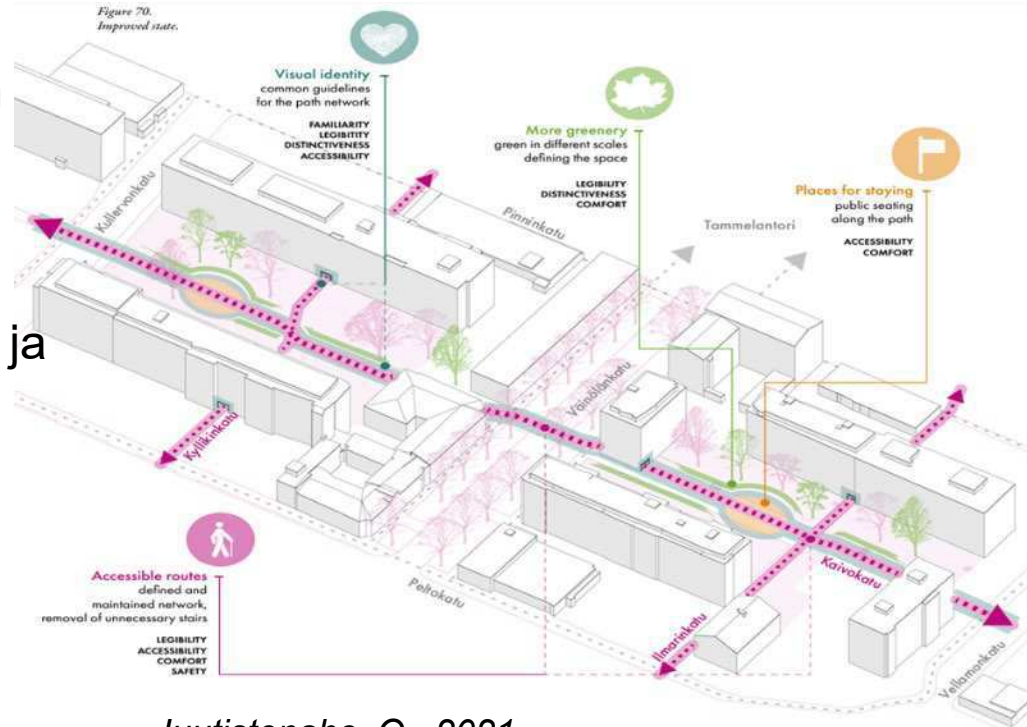 Figure 70.
Improved state.
Visual identity
common guidelines
for the path network
FAMILIARITY
LEGIBITITY
DISTINCTIVENESS
ACCESSIBILITY
More greenery
green in different scales
defining the space
LEGIBILITY
DISTINCTIVENESS
COMFORT
Places for staying
public seating
along the path
ACCESSIBILITY
COMFORT
Kullervonkatu
Pinninkatu
Tammelantori
ja
Väinölänkatu
Kyllikinkatu
Accessible routes
defined and
maintained network,
removal of unnecessary stairs
LEGIBILITY
ACCESSIBILITY
COMFORT
SAFETY
Peltokatu
Kaivokatu
Ilmarinkatu
Vellamonkatu